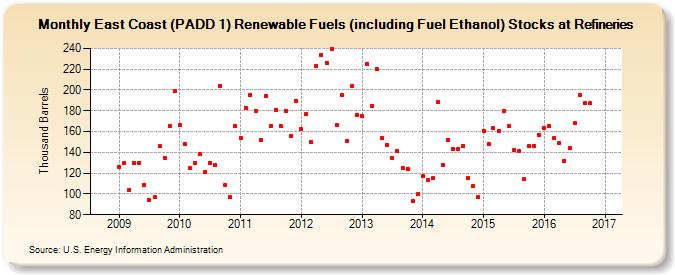 Monthly East Coast (PADD 1) Renewable Fuels (including Fuel Ethanol) Stocks at Refineries
Thousand Barrels
240
220
200
180
160
140
120
100
80
2009 2010 2011 2012 2013 2014 2015 2016 2017
Source: U.S. Energy Information Administration